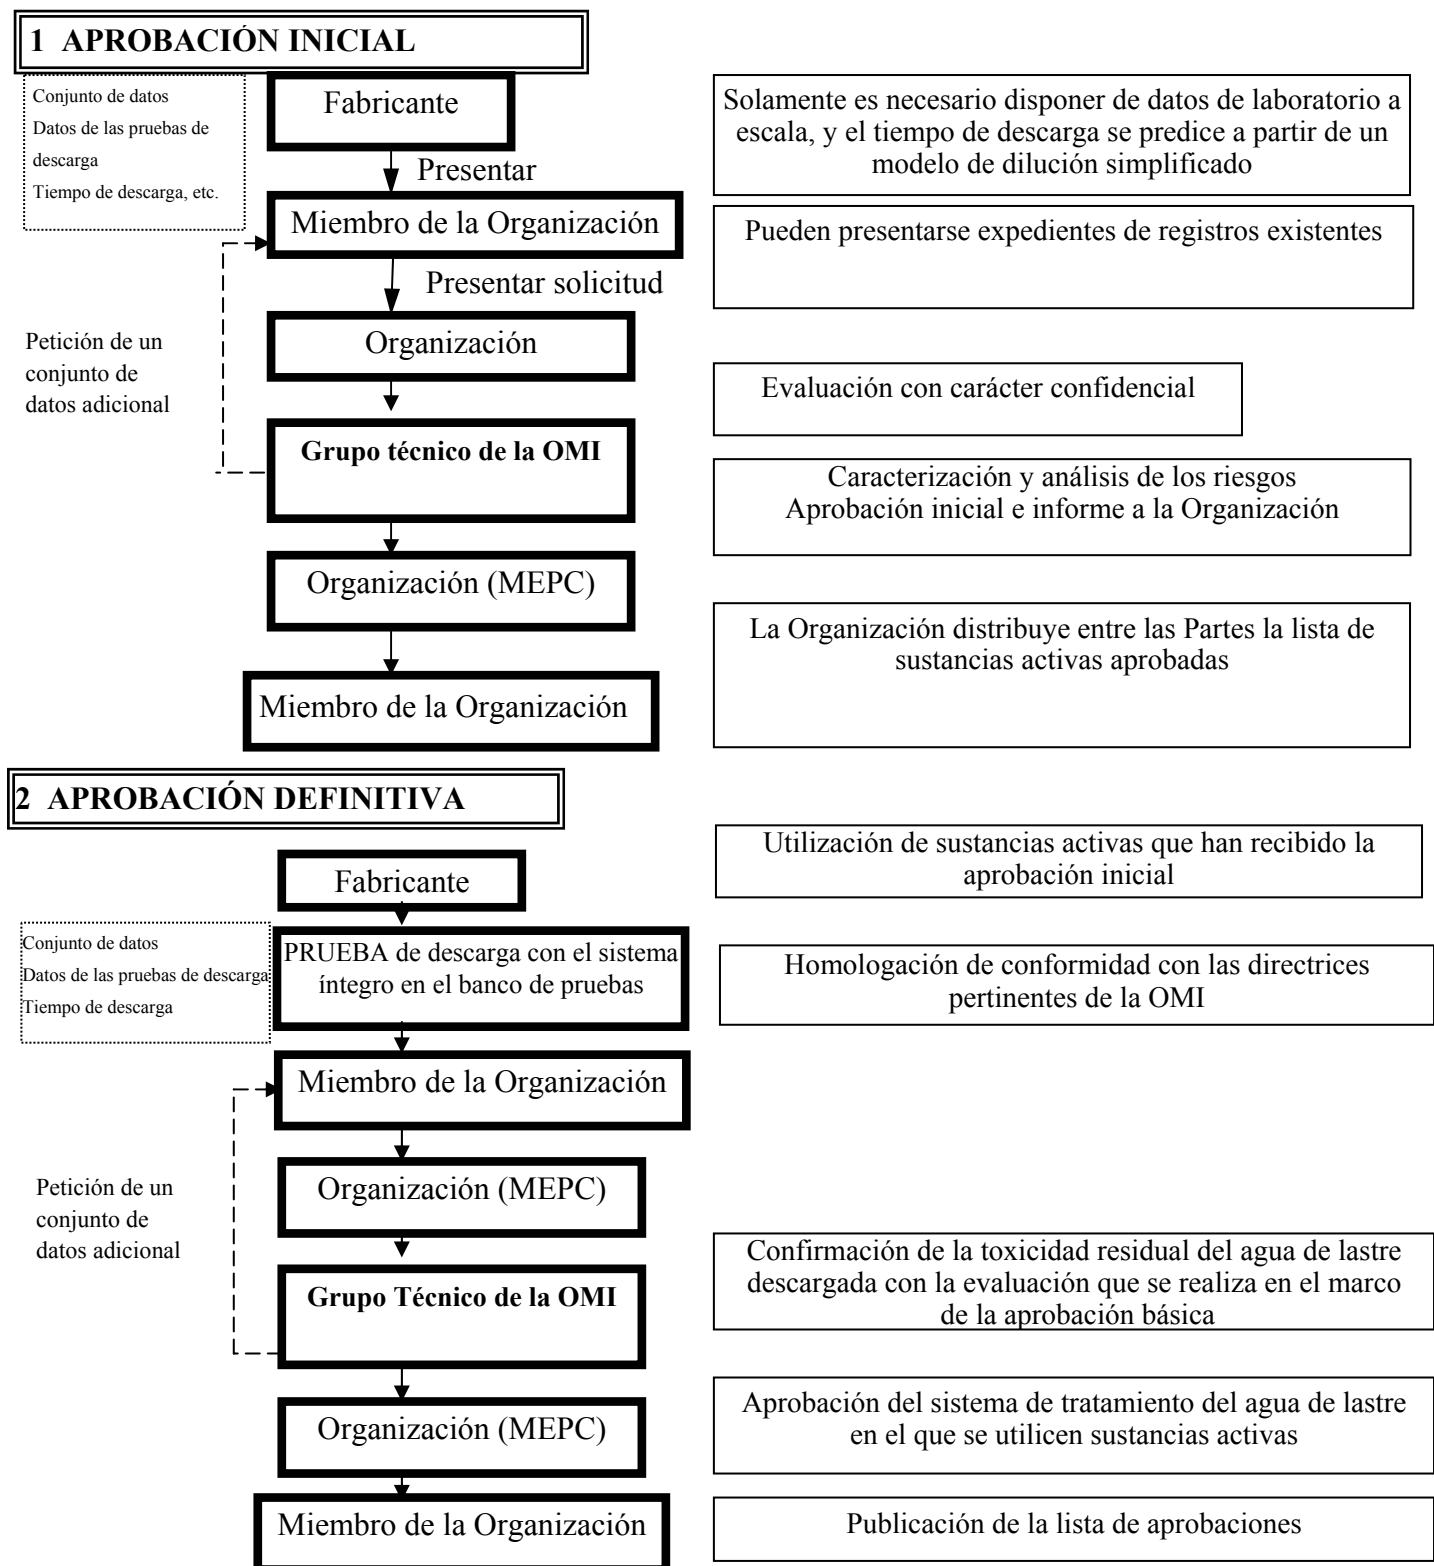 1 APROBACIÓN INICIAL
Conjunto de datos
Datos de las pruebas de
descarga
Tiempo de descarga, etc.
Fabricante
Solamente es necesario disponer de datos de laboratorio a
escala, y el tiempo de descarga se predice a partir de un
modelo de dilución simplificado
Presentar
Miembro de la Organización
Pueden presentarse expedientes de registros existentes
Presentar solicitud
Organización
Petición de un
conjunto de
datos adicional
Evaluación con carácter confidencial
Grupo técnico de la OMI
Caracterización y análisis de los riesgos
Aprobación inicial e informe a la Organización
Organización (MEPC)
La Organización distribuye entre las Partes la lista de
sustancias activas aprobadas
Miembro de la Organización
2 APROBACIÓN DEFINITIVA
Utilización de sustancias activas que han recibido la
aprobación inicial
Fabricante
Conjunto de datos
Datos de las pruebas de descarga
Tiempo de descarga
PRUEBA de descarga con el sistema
íntegro en el banco de pruebas
Homologación de conformidad con las directrices
pertinentes de la OMI
Miembro de la Organización
Organización (MEPC)
Petición de un
conjunto de
datos adicional
Grupo Técnico de la OMI
Confirmación de la toxicidad residual del agua de lastre
descargada con la evaluación que se realiza en el marco
de la aprobación básica
Organización (MEPC)
Aprobación del sistema de tratamiento del agua de lastre
en el que se utilicen sustancias activas
Miembro de la Organización
Publicación de la lista de aprobaciones